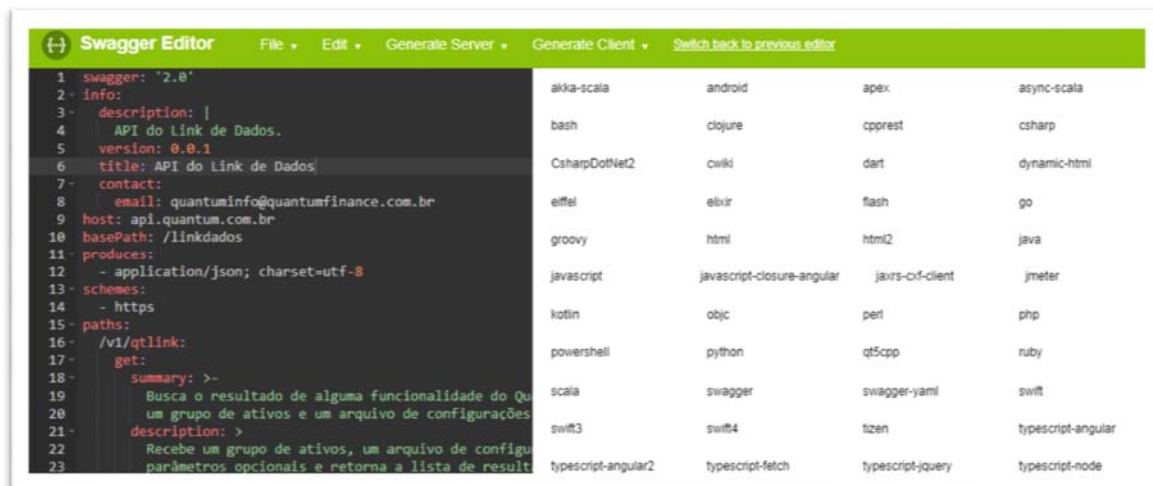 Swagger Editor File Edit Generate Server Generate Client Switch back to previous editor
1 swagger: '2.0'
2 info:
3 description: |
4 API do Link de Dados.
5 version: 0.0.1
6 title: API do Link de Dados
7 contact:
8 email: quantuminfo@quantumfinance.com.br
9 host: api.quantum.com.br
10 basePath: /linkdados
11 produces:
12 - application/json; charset=utf-8
13 schemes:
14 - https
15 paths:
16 /v1/qtlink:
17 get:
18 summary: >-
19 Busca o resultado de alguma funcionalidade do Qu
20 um grupo de ativos e um arquivo de configurações
21 description: >
22 Recebe um grupo de ativos, um arquivo de configu
23 parâmetros opcionais e retorna a lista de result
akka-scala android apex async-scala
bash clojure cpprest csharp
CsharpDotNet2 cwiki dart dynamic-html
eiffel elixir flash go
groovy html html2 java
javascript javascript-closure-angular jaxrs-cxf-client jmeter
kotlin objc perl php
powershell python qt5cpp ruby
scala swagger swagger-yaml swift
swift3 swift4 tizen typescript-angular
typescript-angular2 typescript-fetch typescript-jquery typescript-node